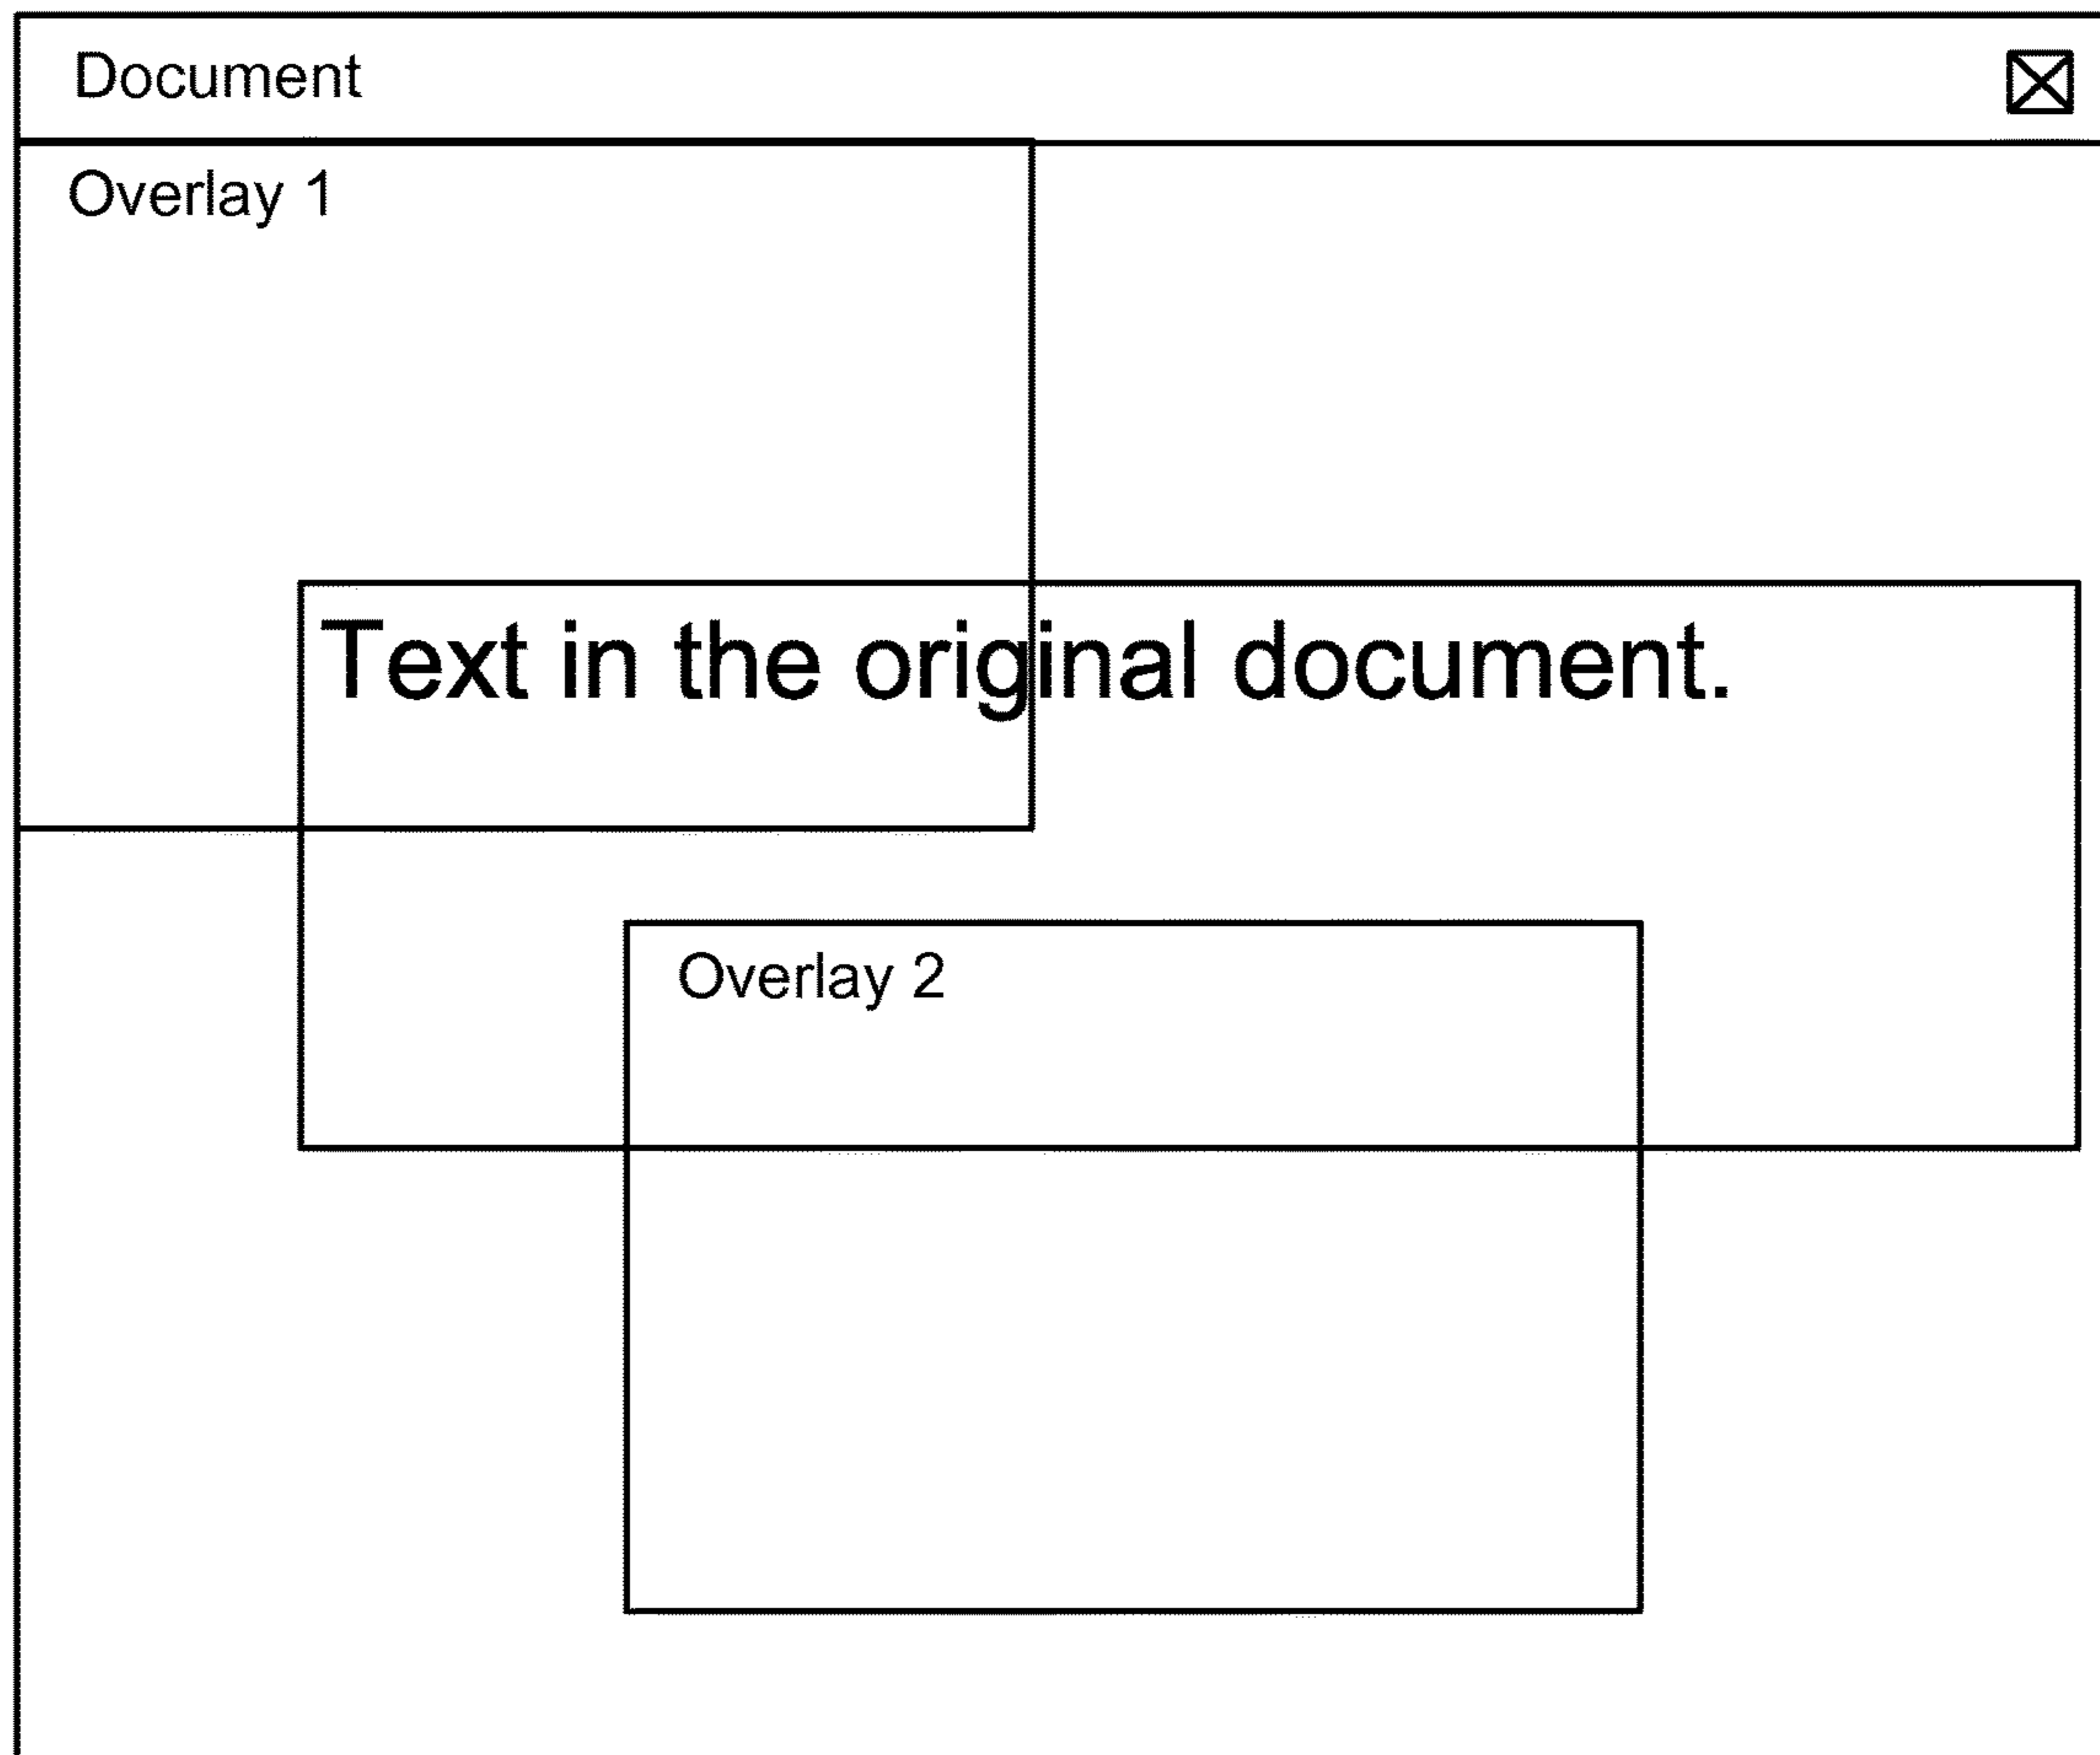 Document
Overlay 1
Text in the original document.
Overlay 2